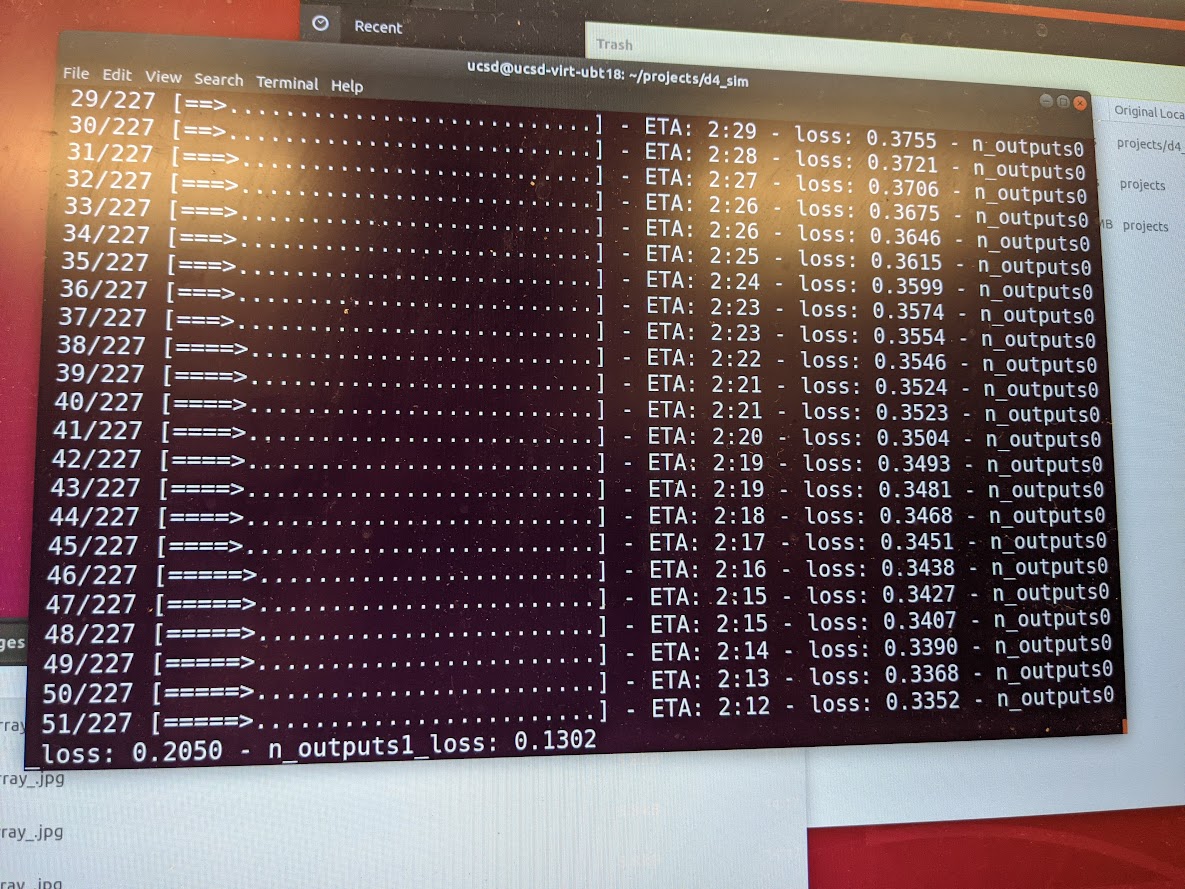 Recent
Trash
ucsd@ucsd-virt-ubt18: ~/projects/d4_sim
File Edit View Search Terminal Help
29/227 [==>...........................] - ETA: 2:29 - loss: 0.3755 - n_outputs0
30/227 [==>...........................] - ETA: 2:28 - loss: 0.3721 - n_outputs0
31/227 [===>..........................] - ETA: 2:27 - loss: 0.3706 - n_outputs0
32/227 [===>..........................] - ETA: 2:26 - loss: 0.3675 - n_outputs0
33/227 [===>..........................] - ETA: 2:26 - loss: 0.3646 - n_outputs0
34/227 [===>..........................] - ETA: 2:25 - loss: 0.3615 - n_outputs0
35/227 [===>..........................] - ETA: 2:24 - loss: 0.3599 - n_outputs0
36/227 [===>..........................] - ETA: 2:23 - loss: 0.3574 - n_outputs0
37/227 [===>..........................] - ETA: 2:23 - loss: 0.3554 - n_outputs0
38/227 [====>.........................] - ETA: 2:22 - loss: 0.3546 - n_outputs0
39/227 [====>.........................] - ETA: 2:21 - loss: 0.3524 - n_outputs0
40/227 [====>.........................] - ETA: 2:21 - loss: 0.3523 - n_outputs0
41/227 [====>.........................] - ETA: 2:20 - loss: 0.3504 - n_outputs0
42/227 [====>.........................] - ETA: 2:19 - loss: 0.3493 - n_outputs0
43/227 [====>.........................] - ETA: 2:19 - loss: 0.3481 - n_outputs0
44/227 [====>.........................] - ETA: 2:18 - loss: 0.3468 - n_outputs0
45/227 [====>.........................] - ETA: 2:17 - loss: 0.3451 - n_outputs0
46/227 [=====>........................] - ETA: 2:16 - loss: 0.3438 - n_outputs0
47/227 [=====>........................] - ETA: 2:15 - loss: 0.3427 - n_outputs0
48/227 [=====>........................] - ETA: 2:15 - loss: 0.3407 - n_outputs0
49/227 [=====>........................] - ETA: 2:14 - loss: 0.3390 - n_outputs0
50/227 [=====>........................] - ETA: 2:13 - loss: 0.3368 - n_outputs0
51/227 [=====>........................] - ETA: 2:12 - loss: 0.3352 - n_outputs0
_loss: 0.2050 - n_outputs1_loss: 0.1302
Original Loca
projects/d4_
projects
MB projects
ges
rray
rray_.jpg
rray_.jpg
rray_.jpg